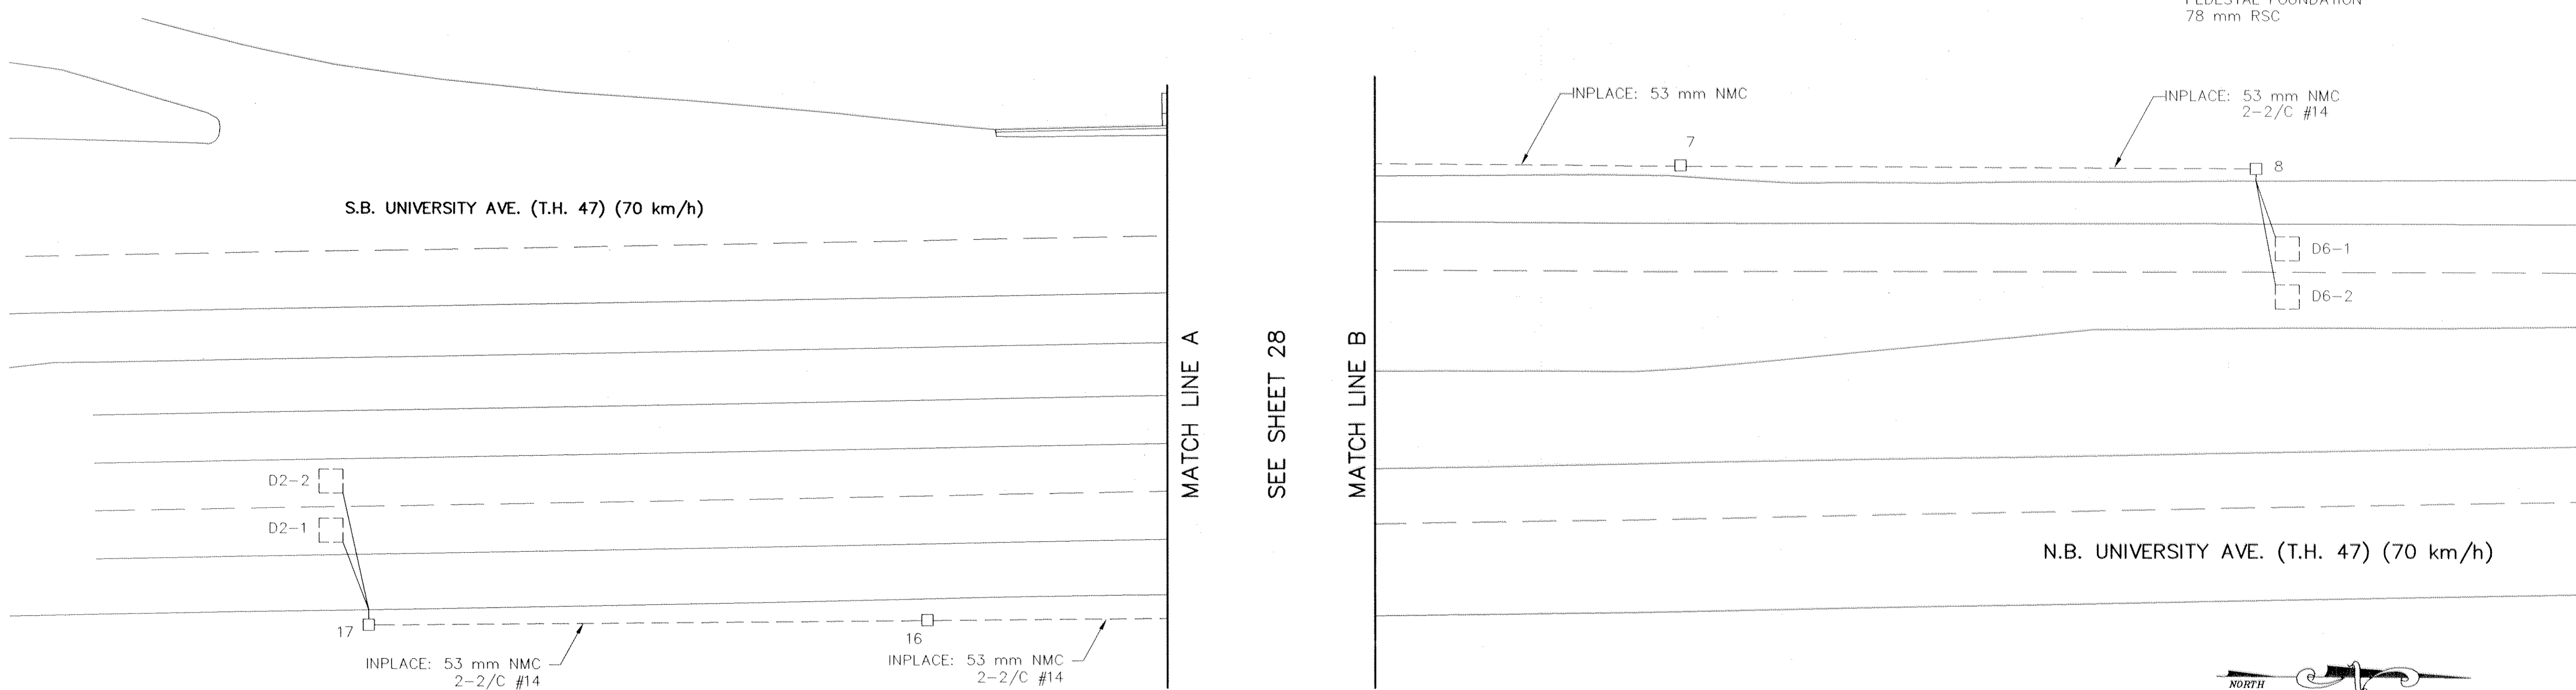 78 mm RSC
INPLACE: 53 mm NMC
INPLACE: 53 mm NMC
2-2/C #14
7
8
S.B. UNIVERSITY AVE. (T.H. 47) (70 km/h)
D6-1
D6-2
MATCH LINE A
SEE SHEET 28
MATCH LINE B
D2-2
D2-1
N.B. UNIVERSITY AVE. (T.H. 47) (70 km/h)
17
16
INPLACE: 53 mm NMC
2-2/C #14
INPLACE: 53 mm NMC
2-2/C #14
NORTH